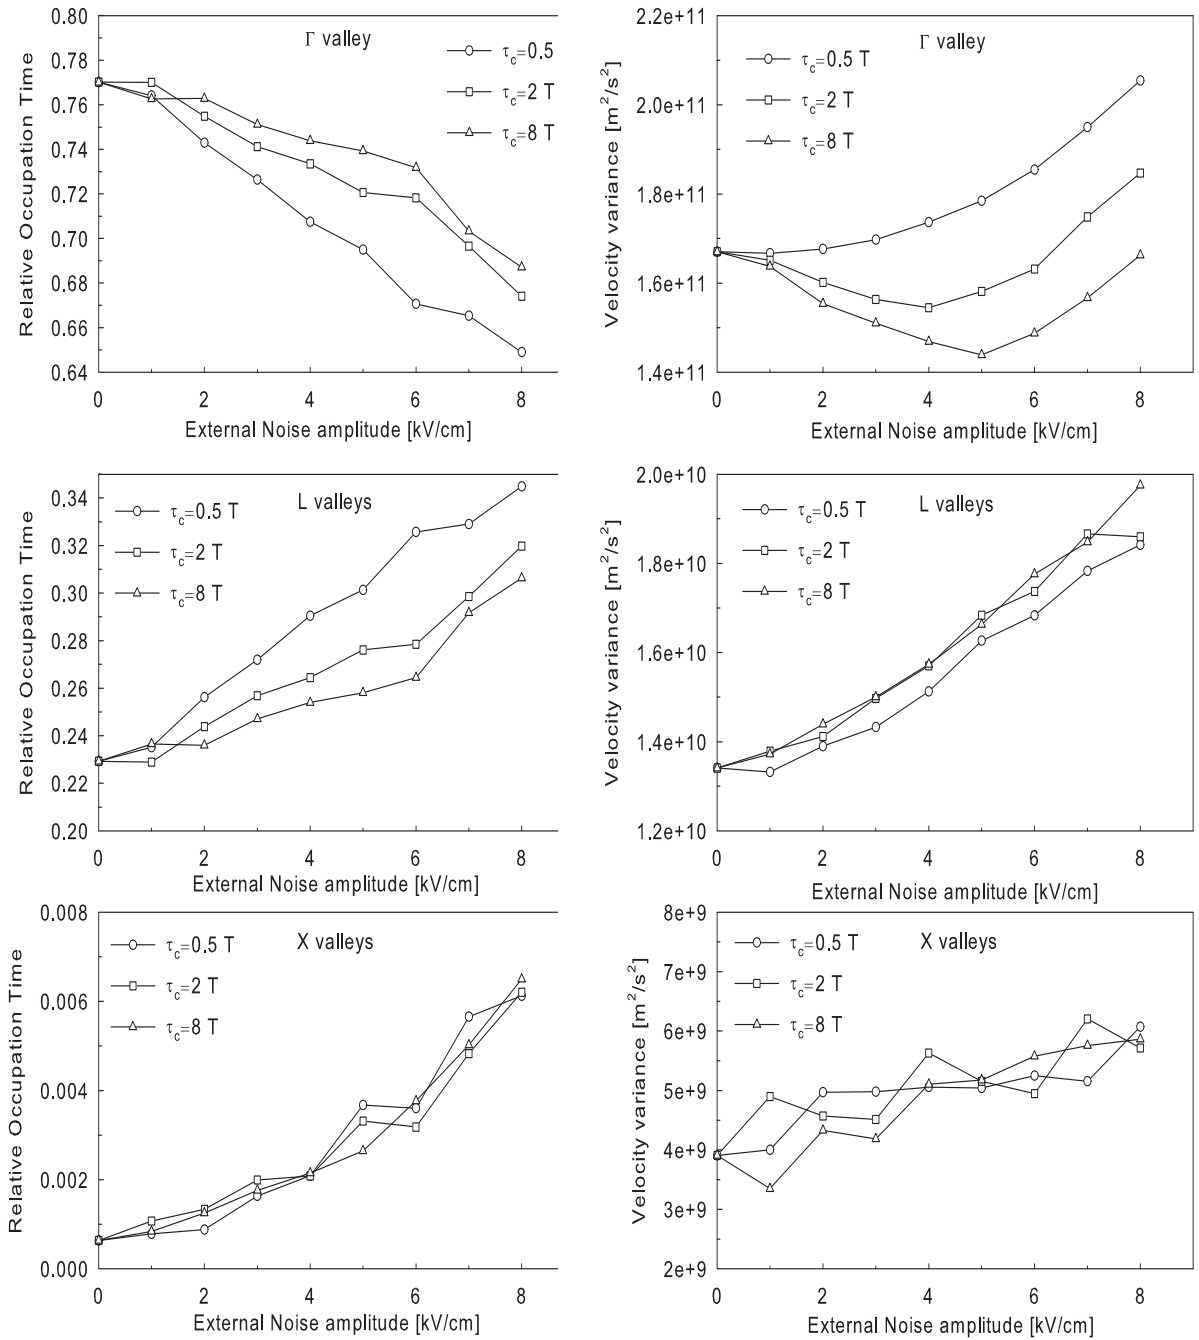 Γ valley
τc=0.5
τc=2 T
τc=8 T
Relative Occupation Time
0.80
0.78
0.76
0.74
0.72
0.70
0.68
0.66
0.64
0 2 4 6 8
External Noise amplitude [kV/cm]
Γ valley
τc=0.5 T
τc=2 T
τc=8 T
Velocity variance [m²/s²]
2.2e+11
2.0e+11
1.8e+11
1.6e+11
1.4e+11
0 2 4 6 8
External Noise amplitude [kV/cm]
L valleys
τc=0.5 T
τc=2 T
τc=8 T
Relative Occupation Time
0.34
0.32
0.30
0.28
0.26
0.24
0.22
0.20
0 2 4 6 8
External Noise amplitude [kV/cm]
L valleys
τc=0.5 T
τc=2 T
τc=8 T
Velocity variance [m²/s²]
2.0e+10
1.8e+10
1.6e+10
1.4e+10
1.2e+10
0 2 4 6 8
External Noise amplitude [kV/cm]
X valleys
τc=0.5 T
τc=2 T
τc=8 T
Relative Occupation Time
0.008
0.006
0.004
0.002
0.000
0 2 4 6 8
External Noise amplitude [kV/cm]
X valleys
τc=0.5 T
τc=2 T
τc=8 T
Velocity variance [m²/s²]
8e+9
7e+9
6e+9
5e+9
4e+9
3e+9
2e+9
0 2 4 6 8
External Noise amplitude [kV/cm]